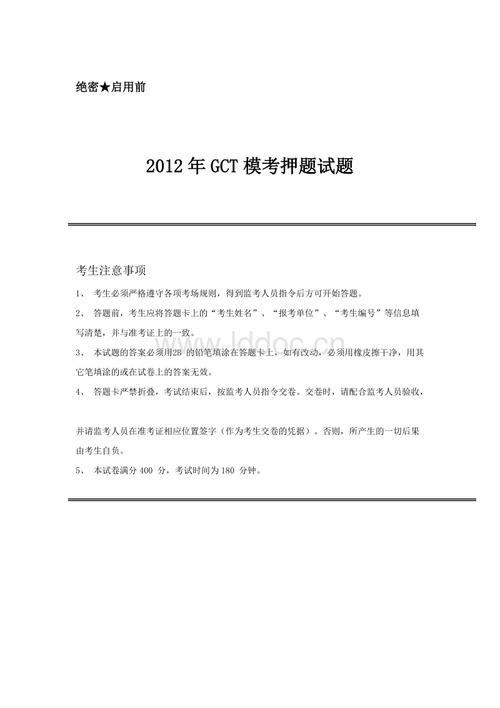 绝密★启用前
2012 年 GCT 模考押题试题
考生注意事项
1、 考生必须严格遵守各项考场规则，得到监考人员指令后方可开始答题。
2、 答题前，考生应将答题卡上的“考生姓名”、“报考单位”、“考生编号”等信息填
写清楚，并与准考证上的一致。
www.lddoc.cn
3、 本试题的答案必须用2B 的铅笔填涂在答题卡上，如有改动，必须用橡皮擦干净，用其
它笔填涂的或在试卷上的答案无效。
4、 答题卡严禁折叠，考试结束后，按监考人员指令交卷。交卷时，请配合监考人员验收，
并请监考人员在准考证相应位置签字（作为考生交卷的凭据）。否则，所产生的一切后果
由考生自负。
5、 本试卷满分 400 分，考试时间为 180 分钟。